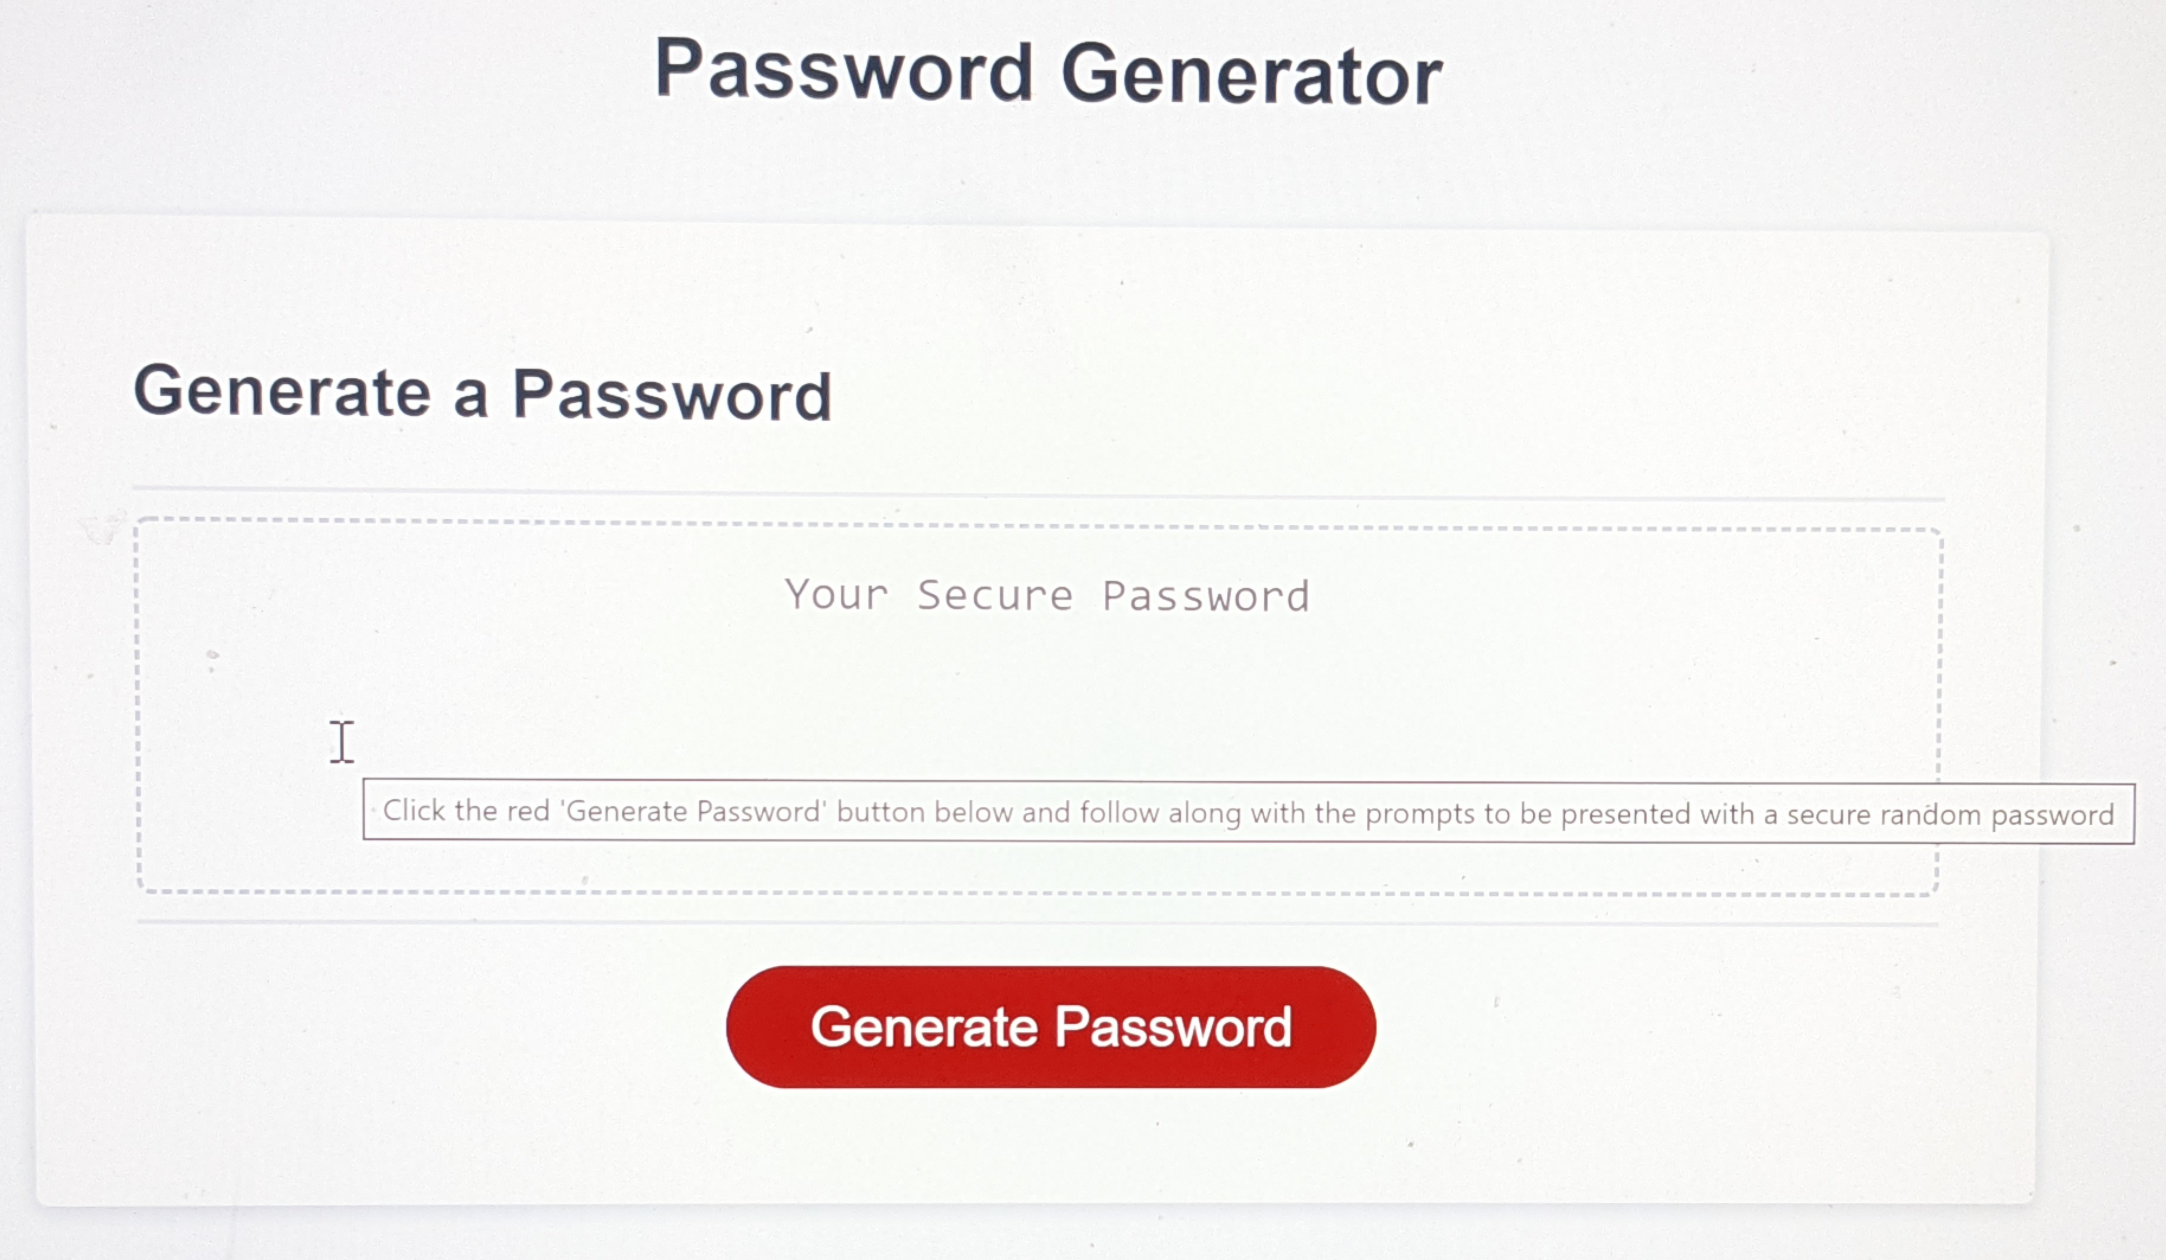 Password Generator
Generate a Password
Your Secure Password
Click the red 'Generate Password' button below and follow along with the prompts to be presented with a secure random password
Generate Password